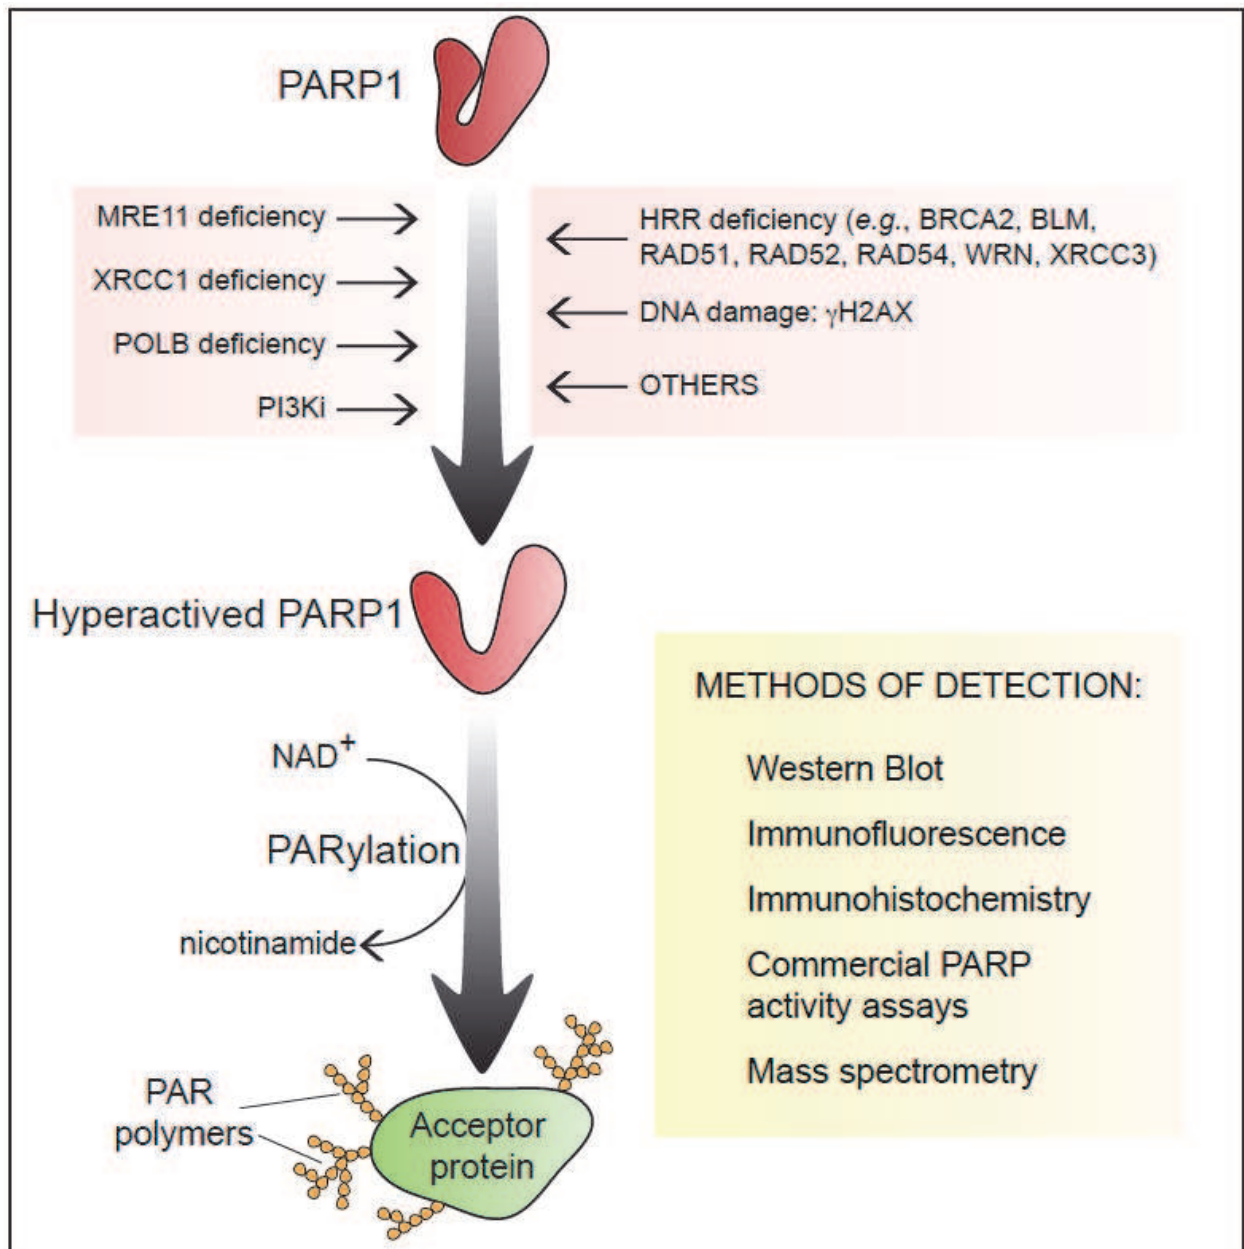 PARP1
MRE11 deficiency
XRCC1 deficiency
POLB deficiency
PI3Ki
HRR deficiency (e.g., BRCA2, BLM,
RAD51, RAD52, RAD54, WRN, XRCC3)
DNA damage: γH2AX
OTHERS
Hyperactived PARP1
NAD+
PARylation
nicotinamide
PAR
polymers
Acceptor
protein
METHODS OF DETECTION:
Western Blot
Immunofluorescence
Immunohistochemistry
Commercial PARP
activity assays
Mass spectrometry